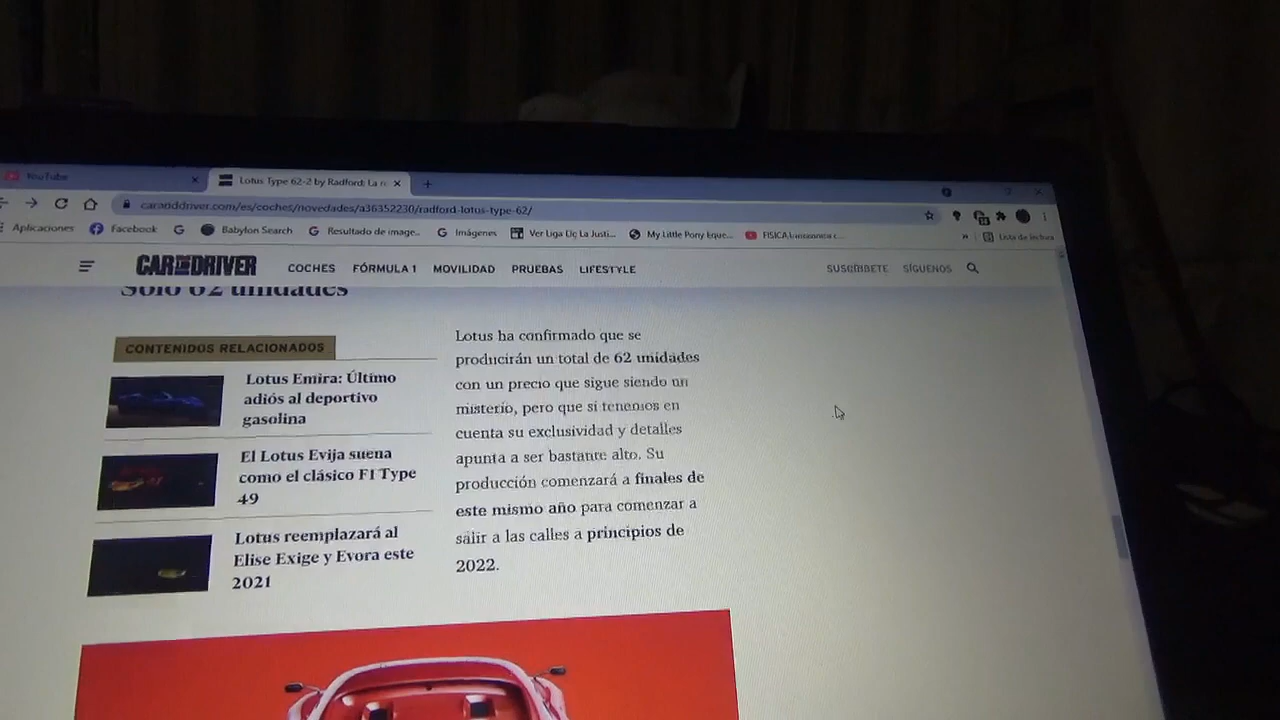 YouTube
Lotus Type 62-2 by Radford: La n
caranddriver.com/es/coches/novedades/a36352230/radford-lotus-type-62/
Aplicaciones Facebook Babylon Search Resultado de image... Imágenes Ver Liga Liç La Justi... My Little Pony Eque... Lista de lectura
CAR AND DRIVER COCHES FÓRMULA 1 MOVILIDAD PRUEBAS LIFESTYLE SUSCRÍBETE SÍGUENOS
Sólo 62 unidades
CONTENIDOS RELACIONADOS
Lotus Emira: Último
adiós al deportivo
gasolina
El Lotus Evija suena
como el clásico F1 Type
49
Lotus reemplazará al
Elise Exige y Evora este
2021
Lotus ha confirmado que se
producirán un total de 62 unidades
con un precio que sigue siendo un
misterio, pero que si tenemos en
cuenta su exclusividad y detalles
apunta a ser bastante alto. Su
producción comenzará a finales de
este mismo año para comenzar a
salir a las calles a principios de
2022.